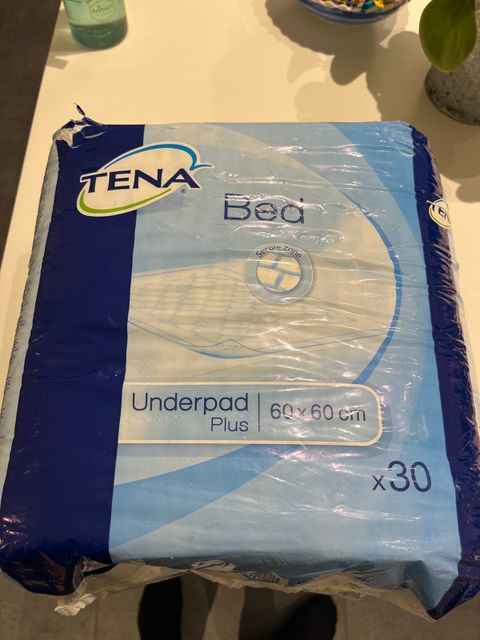 TENA
Bed
Secure Zone
Underpad
Plus
60 x 60 cm
x30